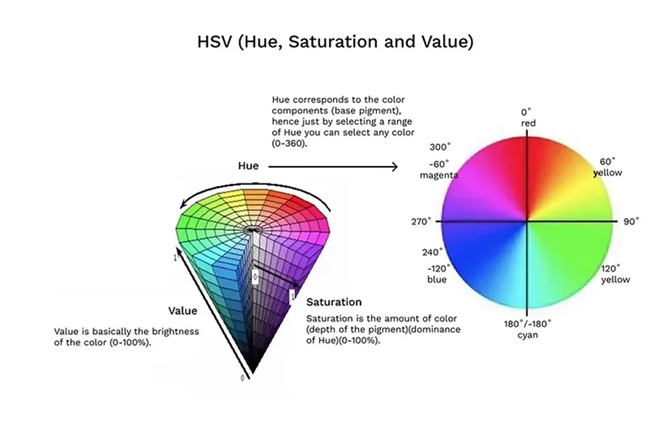 HSV (Hue, Saturation and Value)
Hue corresponds to the color
components (base pigment),
hence just by selecting a range
of Hue you can select any color
(0-360).
Hue
0°
red
300°
-60°
magenta
60°
yellow
270°
90°
240°
-120°
blue
120°
yellow
180°/-180°
cyan
1
0
1
Value
Value is basically the brightness
of the color (0-100%).
Saturation
Saturation is the amount of color
(depth of the pigment)(dominance
of Hue)(0-100%).
0